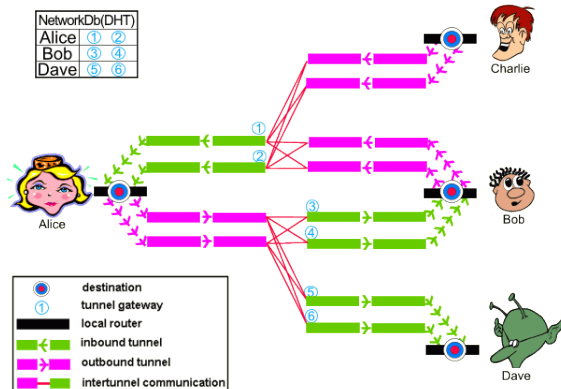 NetworkDb(DHT)
Alice 1 2
Bob 3 4
Dave 5 6
Charlie
1
2
3
4
5
6
Alice
Bob
Dave
destination
1 tunnel gateway
local router
inbound tunnel
outbound tunnel
intertunnel communication